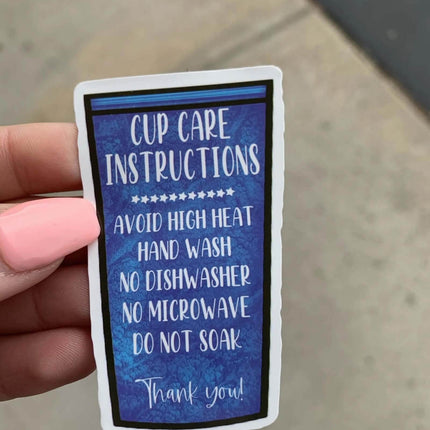 CUP CARE
INSTRUCTIONS
AVOID HIGH HEAT
HAND WASH
NO DISHWASHER
NO MICROWAVE
DO NOT SOAK
Thank you!